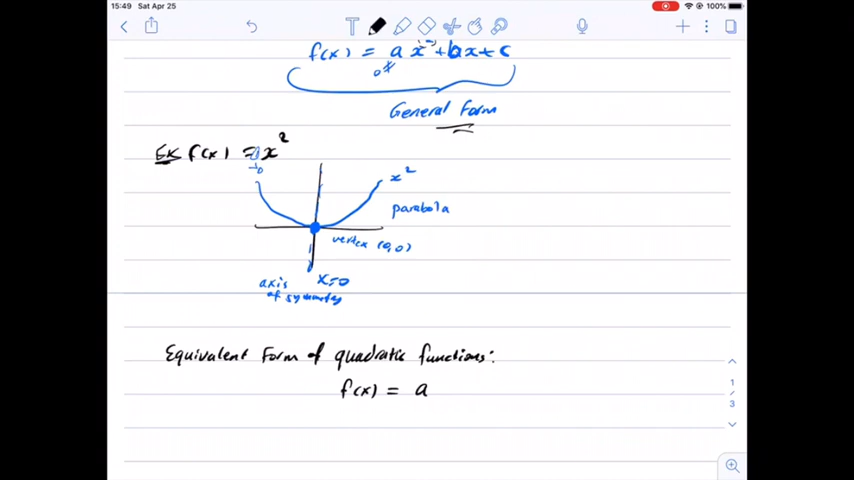 15:49 Sat Apr 25
100%
f(x) = a x² + bx + c
≠0
General Form
Ex f(x) = 1x²
≠0
x²
parabola
vertex (0,0)
x=0
axis
of symmetry
Equivalent Form of quadratic functions:
f(x) = a
1
/
3